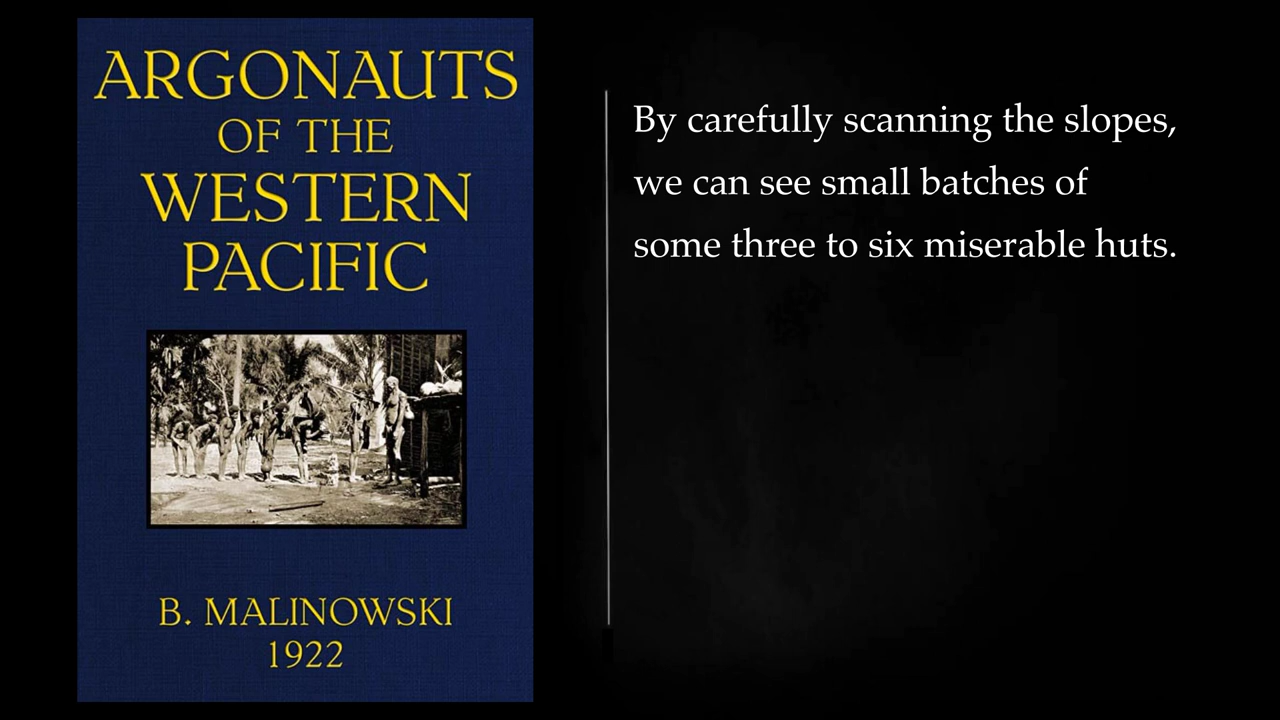 ARGONAUTS
OF THE
WESTERN
PACIFIC
B. MALINOWSKI
1922
By carefully scanning the slopes,
we can see small batches of
some three to six miserable huts.